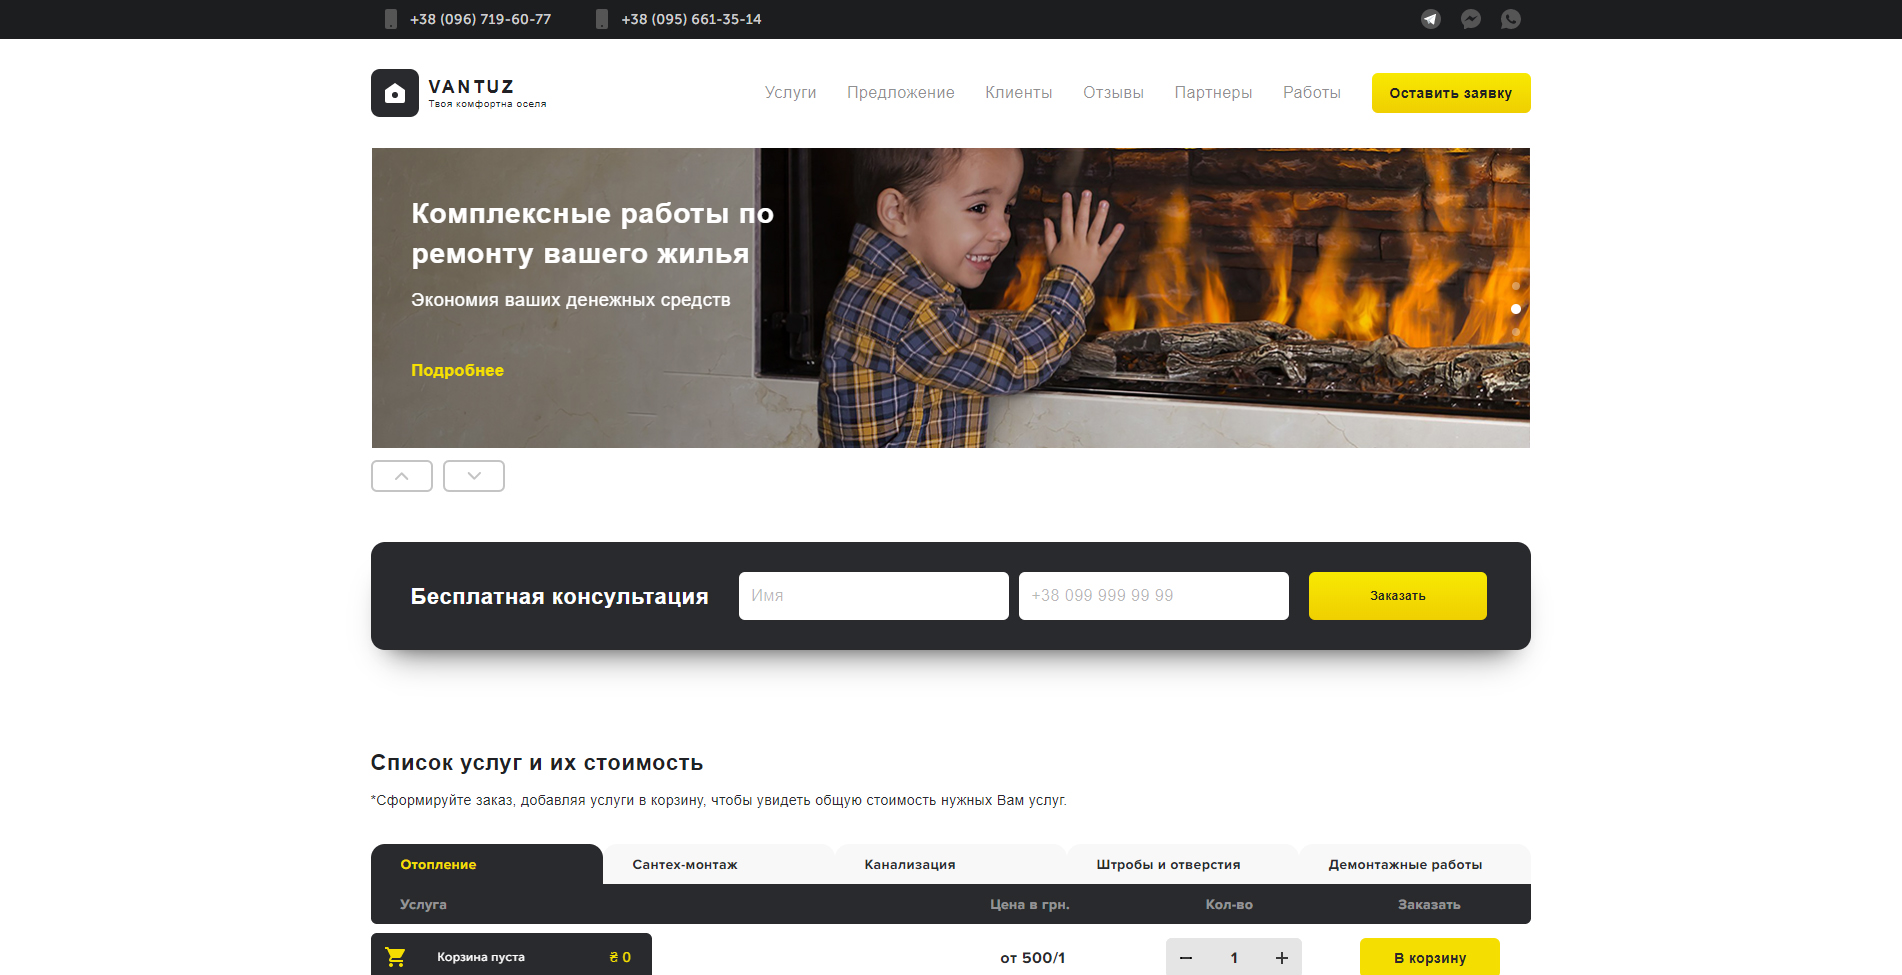 +38 (096) 719-60-77
+38 (095) 661-35-14
VANTUZ
Твоя комфортна оселя
Услуги
Предложение
Клиенты
Отзывы
Партнеры
Работы
Оставить заявку
Комплексные работы по
ремонту вашего жилья
Экономия ваших денежных средств
Подробнее
Бесплатная консультация
Имя
+38 099 999 99 99
Заказать
Список услуг и их стоимость
*Сформируйте заказ, добавляя услуги в корзину, чтобы увидеть общую стоимость нужных Вам услуг.
Отопление
Сантех-монтаж
Канализация
Штробы и отверстия
Демонтажные работы
Услуга
Цена в грн.
Кол-во
Заказать
Корзина пуста
₴ 0
от 500/1
1
В корзину